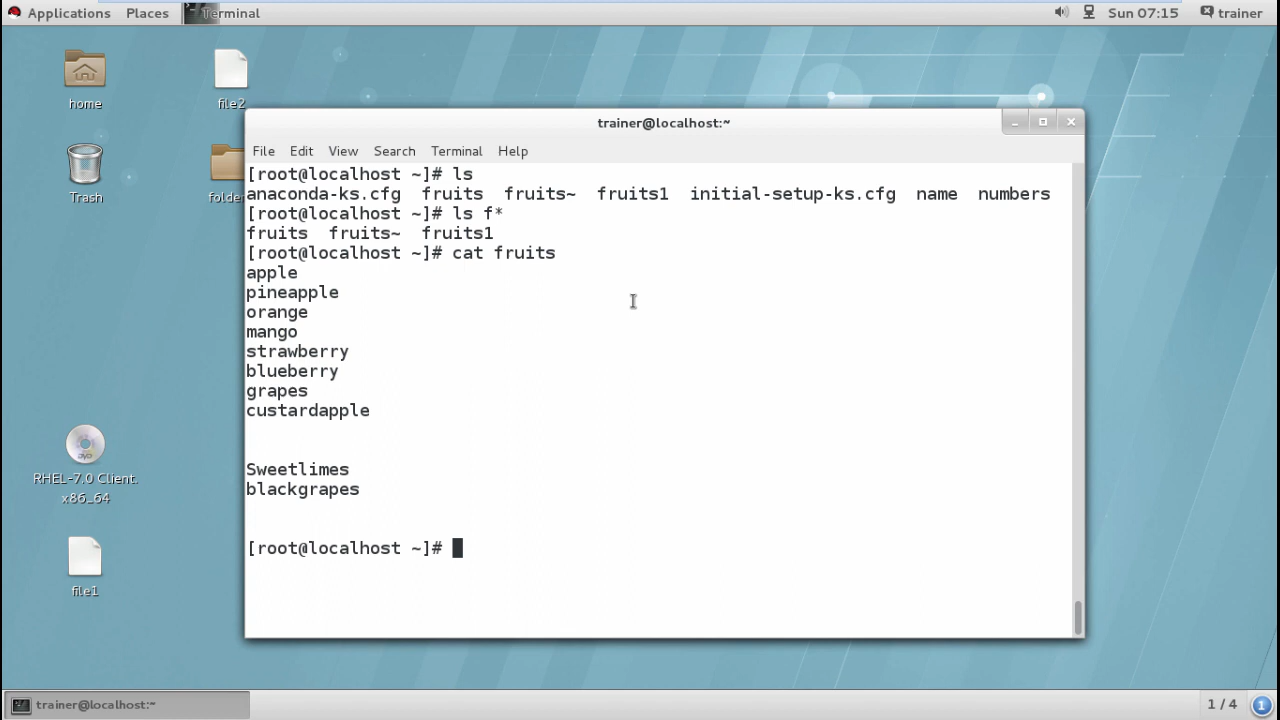 Applications Places Terminal Sun 07:15 trainer
home
file2
Trash
folder
RHEL-7.0 Client.
x86_64
file1
trainer@localhost:~
File Edit View Search Terminal Help
[root@localhost ~]# ls
anaconda-ks.cfg fruits fruits~ fruits1 initial-setup-ks.cfg name numbers
[root@localhost ~]# ls f*
fruits fruits~ fruits1
[root@localhost ~]# cat fruits
apple
pineapple
orange
mango
strawberry
blueberry
grapes
custardapple
Sweetlimes
blackgrapes
[root@localhost ~]#
trainer@localhost:~ 1 / 4 1